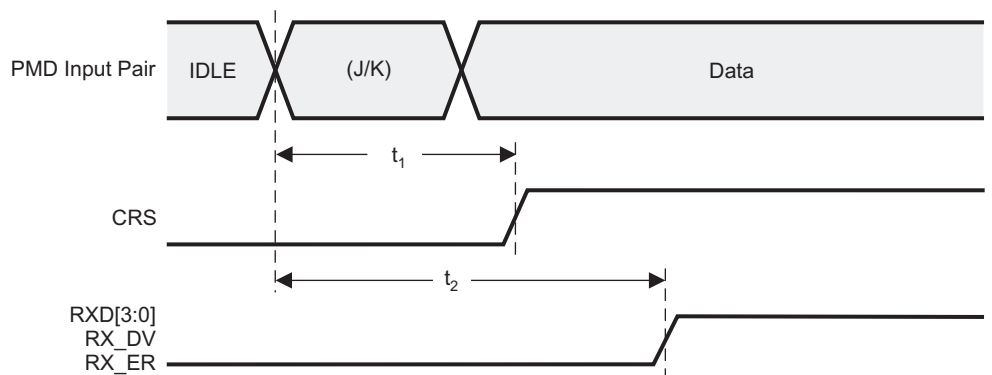 PMD Input Pair
IDLE
(J/K)
Data
t1
CRS
t2
RXD[3:0]
RX_DV
RX_ER